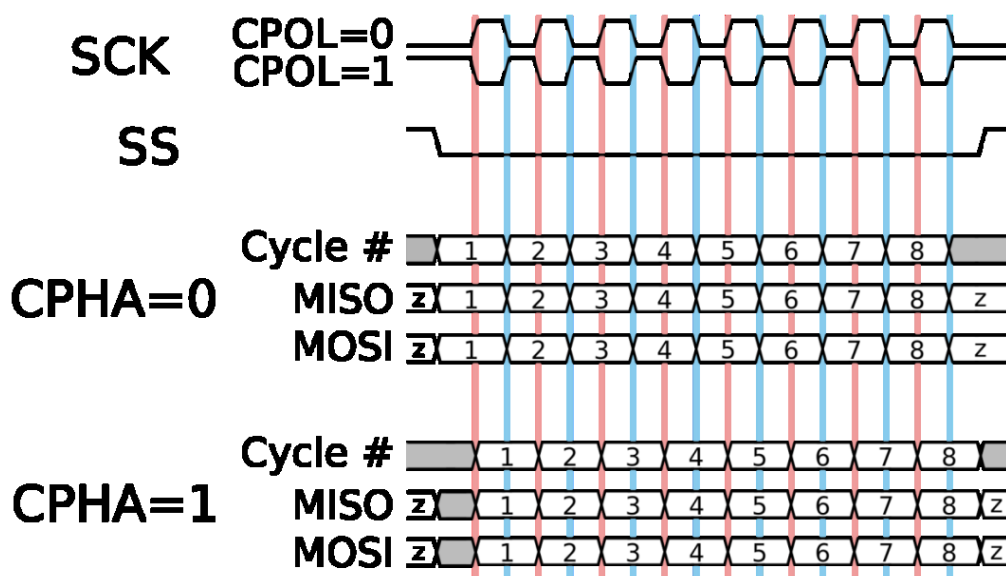 SCK CPOL=0
CPOL=1
SS
Cycle # 1 2 3 4 5 6 7 8
CPHA=0
MISO z 1 2 3 4 5 6 7 8 z
MOSI z 1 2 3 4 5 6 7 8 z
Cycle # 1 2 3 4 5 6 7 8
CPHA=1
MISO z 1 2 3 4 5 6 7 8 z
MOSI z 1 2 3 4 5 6 7 8 z